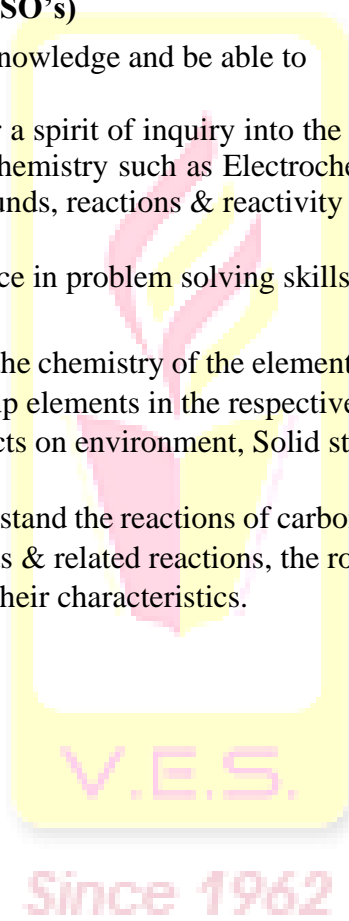 SO's)
nowledge and be able to
r a spirit of inquiry into the
hemistry such as Electroche
unds, reactions & reactivity
ce in problem solving skills
he chemistry of the element
p elements in the respective
cts on environment, Solid st
stand the reactions of carbo
s & related reactions, the ro
heir characteristics.
V.E.S.
Since 1962